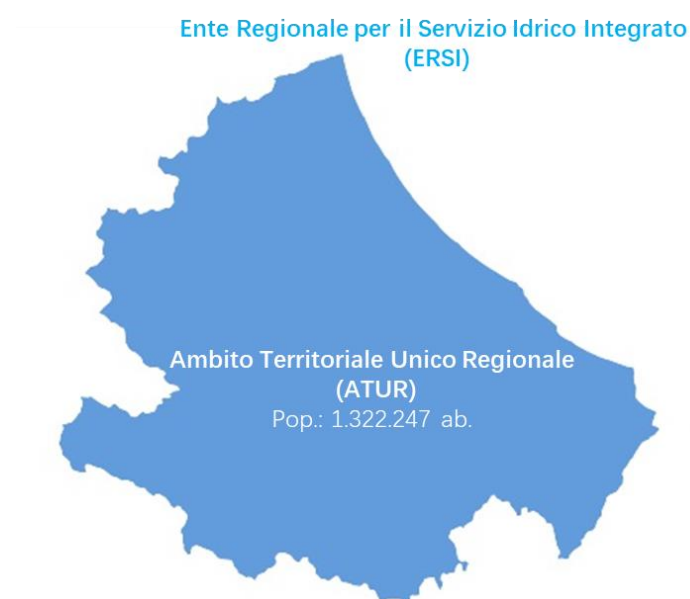 Ente Regionale per il Servizio Idrico Integrato
(ERSI)
Ambito Territoriale Unico Regionale
(ATUR)
Pop.: 1.322.247 ab.